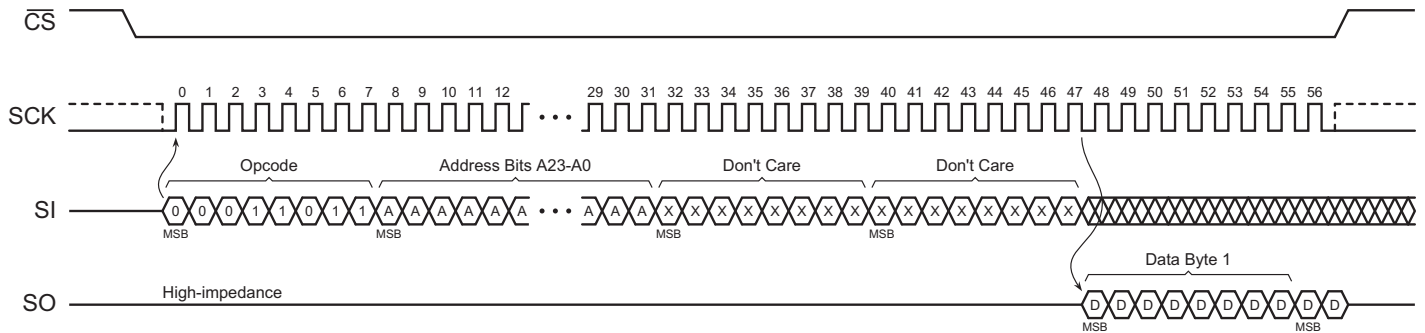 CS
0 1 2 3 4 5 6 7 8 9 10 11 12 29 30 31 32 33 34 35 36 37 38 39 40 41 42 43 44 45 46 47 48 49 50 51 52 53 54 55 56
SCK
Opcode Address Bits A23-A0 Don't Care Don't Care
SI 0 0 0 1 1 0 1 1 A A A A A A A A A X X X X X X X X X X X X X X X X
MSB MSB MSB MSB
Data Byte 1
SO High-impedance D D D D D D D D D D
MSB MSB